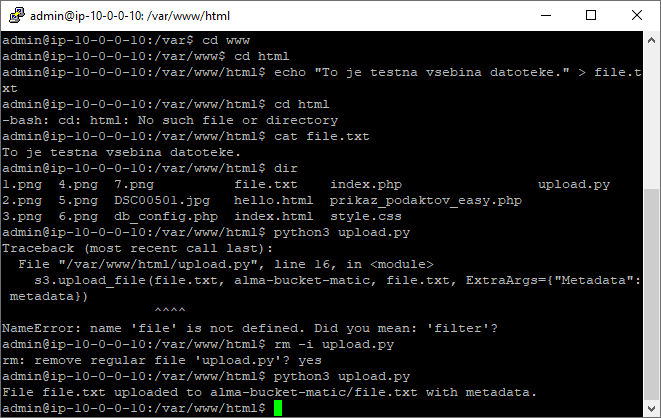 admin@ip-10-0-0-10: /var/www/html
admin@ip-10-0-0-10:/var$ cd www
admin@ip-10-0-0-10:/var/www$ cd html
admin@ip-10-0-0-10:/var/www/html$ echo "To je testna vsebina datoteke." > file.t
xt
admin@ip-10-0-0-10:/var/www/html$ cd html
-bash: cd: html: No such file or directory
admin@ip-10-0-0-10:/var/www/html$ cat file.txt
To je testna vsebina datoteke.
admin@ip-10-0-0-10:/var/www/html$ dir
1.png  4.png  7.png          file.txt    index.php                 upload.py
2.png  5.png  DSC00501.jpg   hello.html  prikaz_podaktov_easy.php
3.png  6.png  db_config.php  index.html  style.css
admin@ip-10-0-0-10:/var/www/html$ python3 upload.py
Traceback (most recent call last):
  File "/var/www/html/upload.py", line 16, in <module>
    s3.upload_file(file.txt, alma-bucket-matic, file.txt, ExtraArgs={"Metadata":
 metadata})
                   ^^^^
NameError: name 'file' is not defined. Did you mean: 'filter'?
admin@ip-10-0-0-10:/var/www/html$ rm -i upload.py
rm: remove regular file 'upload.py'? yes
admin@ip-10-0-0-10:/var/www/html$ python3 upload.py
File file.txt uploaded to alma-bucket-matic/file.txt with metadata.
admin@ip-10-0-0-10:/var/www/html$